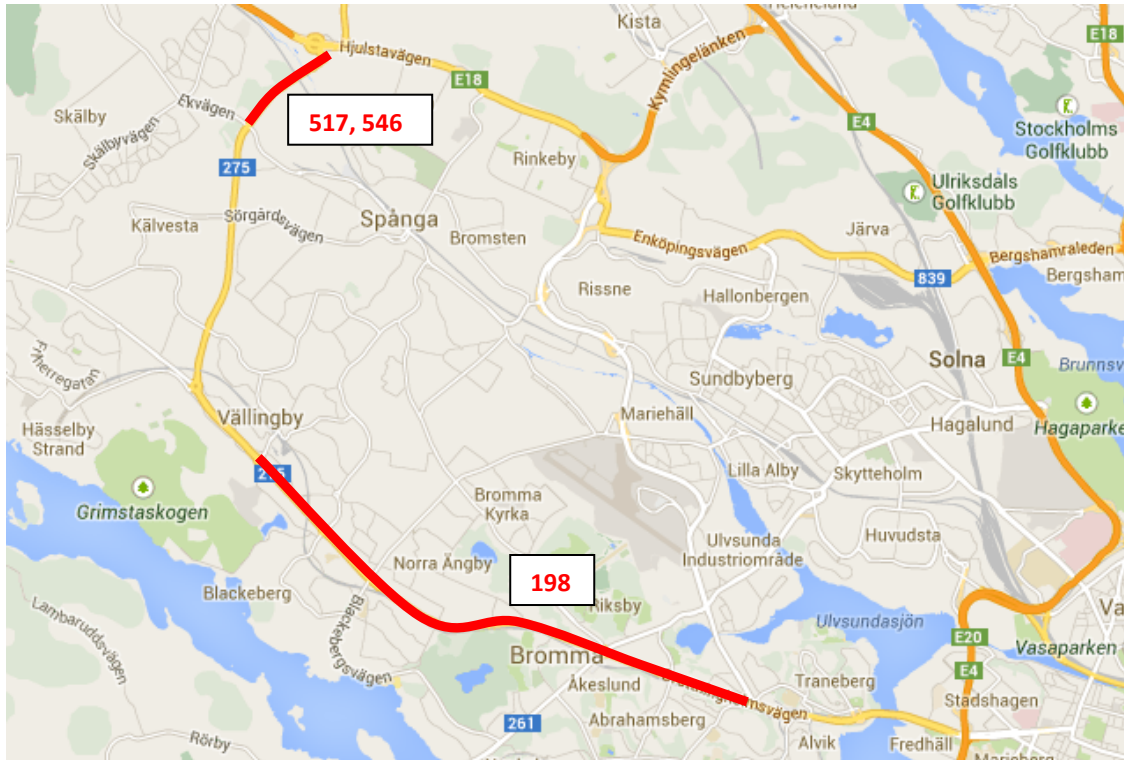 Helenelund
Kista
Hjulstavägen
Kymlingelänken
E18
E18
Skälby
Ekvägen
Skälbyvägen
517, 546
E4
Stockholms
Golfklubb
275
Rinkeby
Ulriksdals
Golfklubb
Kälvesta
Sörgårdsvägen
Spånga
Bromsten
Enköpingsvägen
Järva
Bergshamraleden
Bergsham
839
Rissne
Hallonbergen
E4
Solna
Brunnsv
Sundbyberg
Vällingby
Mariehäll
Hagalund
Hagaparke
Hässelby
Strand
Lilla Alby
Skytteholm
Grimstaskogen
Bromma
Kyrka
Huvudsta
Ulvsunda
Industriområde
Norra Ängby
198
Blackeberg
Riksby
Lambaruddsvägen
Blackebergsvägen
Ulvsundasjön
Va
E20
Vasaparken
Bromma
E4
Åkeslund
Traneberg
Stadshagen
261
Abrahamsberg
Rörby
Alvik
Fredhäll